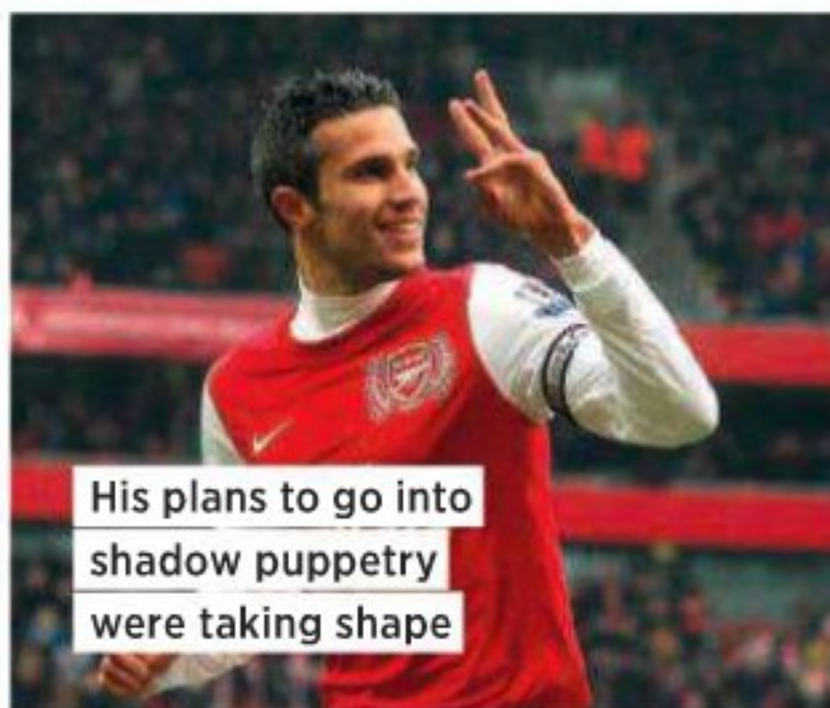 His plans to go into
shadow puppetry
were taking shape